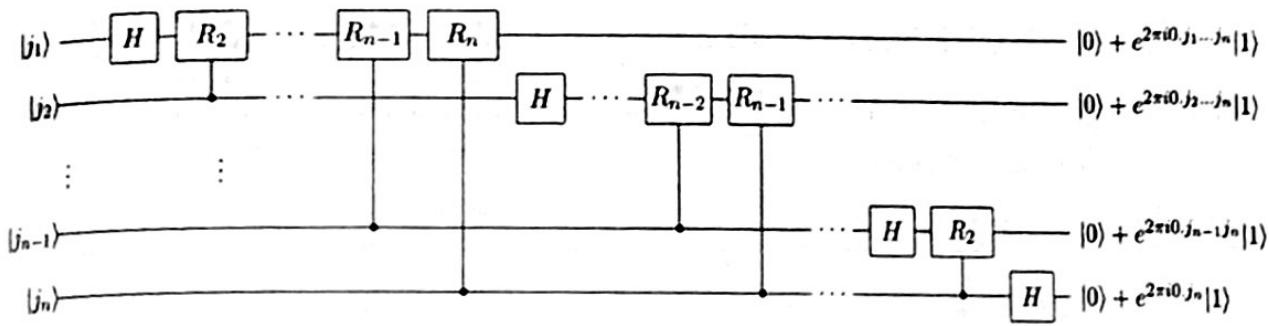 |j₁⟩ H R₂ ⋯ Rₙ₋₁ Rₙ |0⟩ + e^{2πi0.j₁…jₙ}|1⟩
|j₂⟩ ⋯ H ⋯ Rₙ₋₂ Rₙ₋₁ ⋯ |0⟩ + e^{2πi0.j₂…jₙ}|1⟩
⋮ ⋮
|jₙ₋₁⟩ ⋯ H R₂ |0⟩ + e^{2πi0.jₙ₋₁jₙ}|1⟩
|jₙ⟩ ⋯ H |0⟩ + e^{2πi0.jₙ}|1⟩